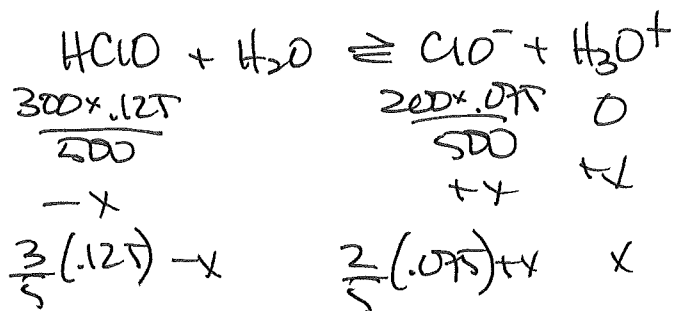 HClO + H₂O ⇌ ClO⁻ + H₃O⁺
300×.125/500 200×.075/500 0
-x +x +x
3/5(.125)-x 2/5(.075)+x x